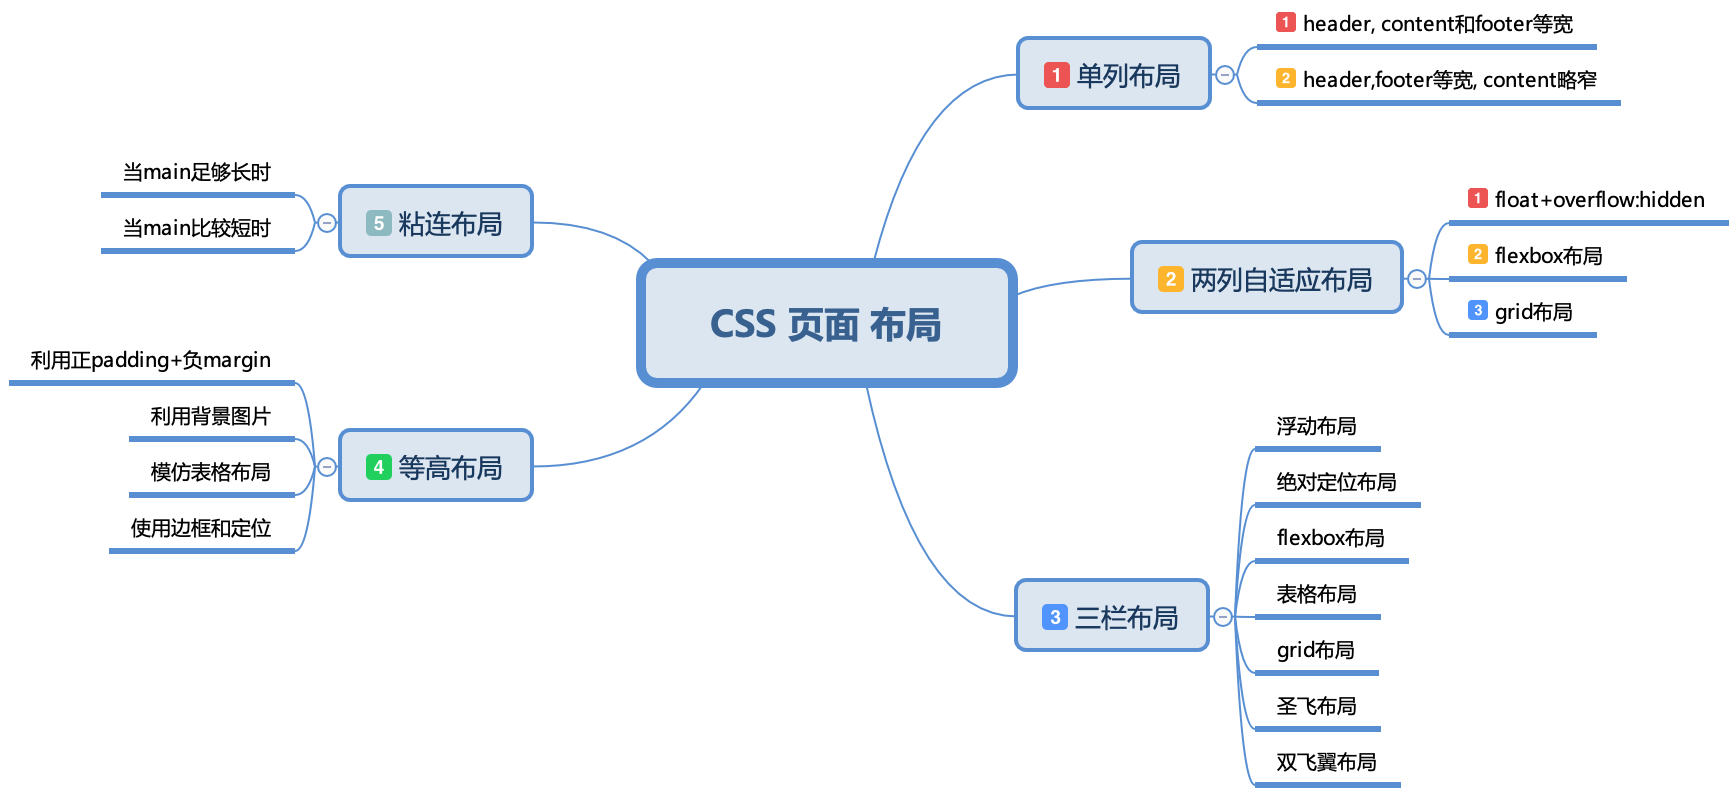 CSS 页面 布局
1 单列布局
1 header, content和footer等宽
2 header,footer等宽, content略窄
2 两列自适应布局
1 float+overflow:hidden
2 flexbox布局
3 grid布局
3 三栏布局
浮动布局
绝对定位布局
flexbox布局
表格布局
grid布局
圣飞布局
双飞翼布局
4 等高布局
利用正padding+负margin
利用背景图片
模仿表格布局
使用边框和定位
5 粘连布局
当main足够长时
当main比较短时